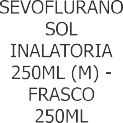 SEVOFLURANO
SOL
INALATORIA
250ML (M) -
FRASCO
250ML